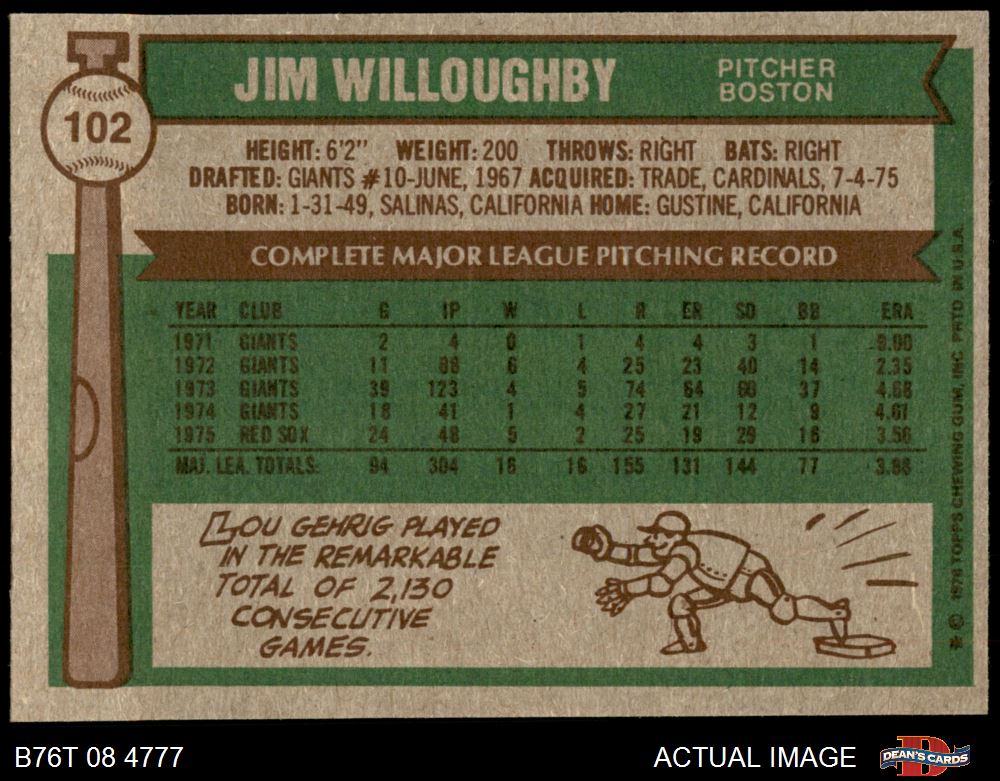 102
JIM WILLOUGHBY
PITCHER
BOSTON
HEIGHT: 6'2" WEIGHT: 200 THROWS: RIGHT BATS: RIGHT
DRAFTED: GIANTS #10-JUNE, 1967 ACQUIRED: TRADE, CARDINALS, 7-4-75
BORN: 1-31-49, SALINAS, CALIFORNIA HOME: GUSTINE, CALIFORNIA
COMPLETE MAJOR LEAGUE PITCHING RECORD
YEAR CLUB G IP W L R ER SO BB ERA
1971 GIANTS 2 4 0 1 4 4 3 1 9.00
1972 GIANTS 11 88 6 4 25 23 40 14 2.35
1973 GIANTS 39 123 4 5 74 64 60 37 4.68
1974 GIANTS 18 41 1 4 27 21 12 9 4.61
1975 RED SOX 24 48 5 2 25 19 29 16 3.56
MAJ. LEA. TOTALS: 94 304 16 16 155 131 144 77 3.88
LOU GEHRIG PLAYED
IN THE REMARKABLE
TOTAL OF 2,130
CONSECUTIVE
GAMES.
* © 1976 TOPPS CHEWING GUM, INC. PRTD. IN U.S.A.
B76T 08 4777
ACTUAL IMAGE
DEAN'S CARDS